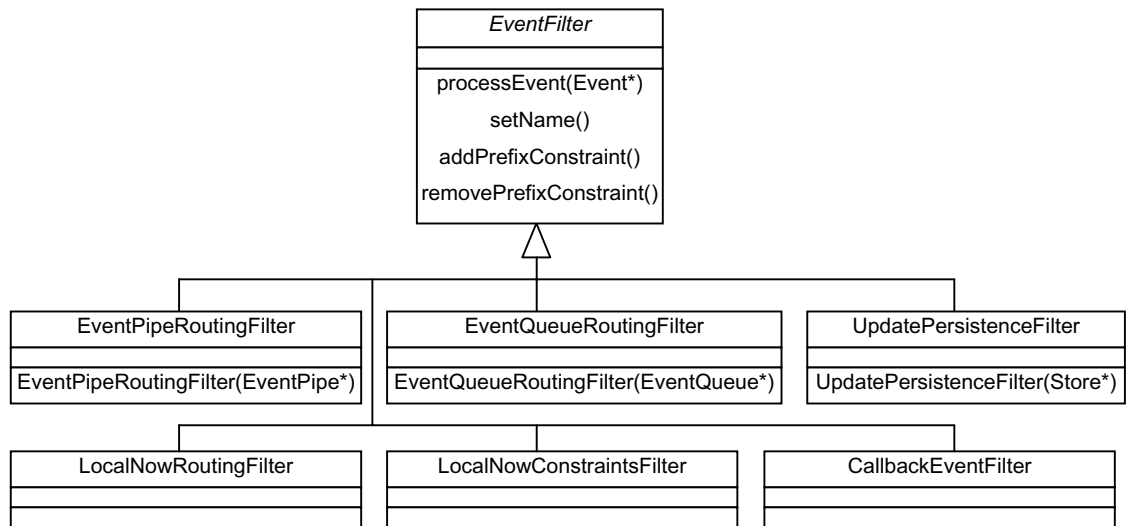 EventFilter
processEvent(Event*)
setName()
addPrefixConstraint()
removePrefixConstraint()
EventPipeRoutingFilter
EventPipeRoutingFilter(EventPipe*)
EventQueueRoutingFilter
EventQueueRoutingFilter(EventQueue*)
UpdatePersistenceFilter
UpdatePersistenceFilter(Store*)
LocalNowRoutingFilter
LocalNowConstraintsFilter
CallbackEventFilter